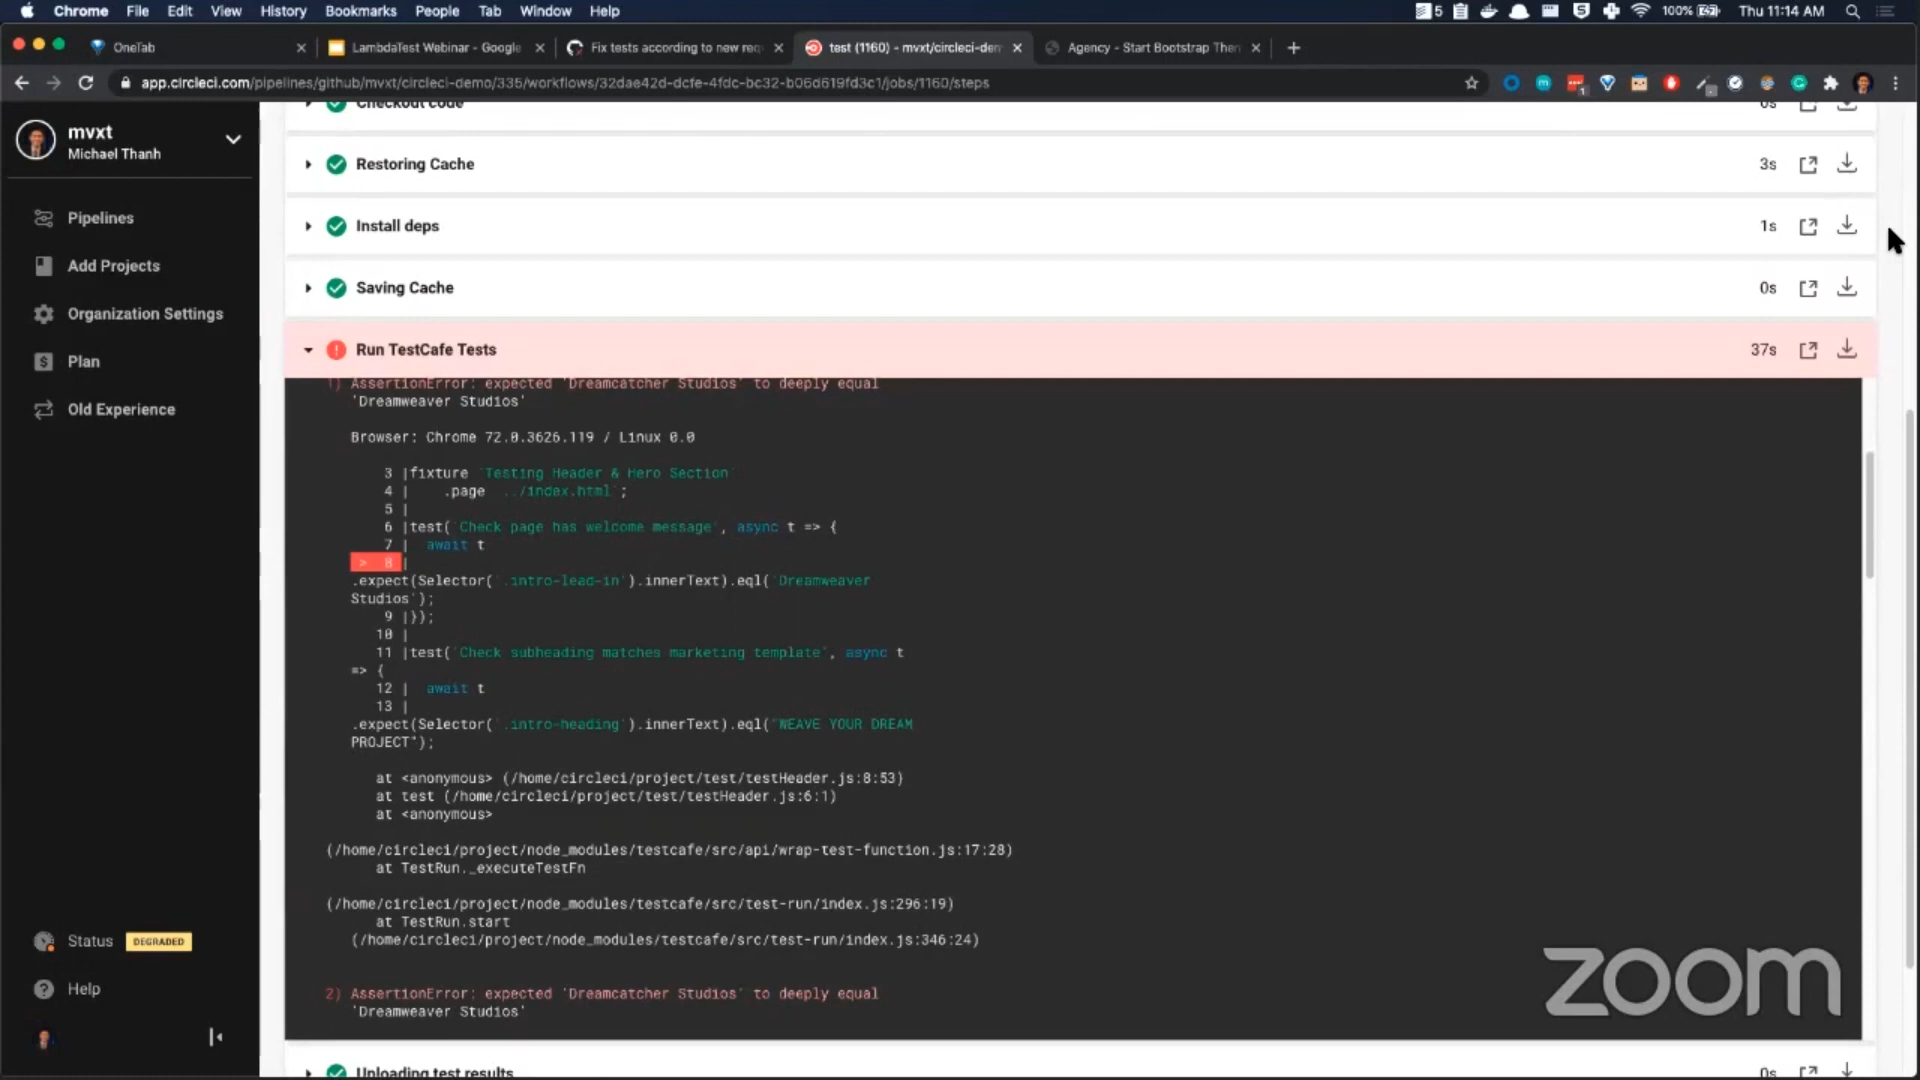 Chrome File Edit View History Bookmarks People Tab Window Help 5 100% Thu 11:14 AM
OneTab LambdaTest Webinar - Google Fix tests according to new req test (1160) - mvxt/circleci-dem Agency - Start Bootstrap Then
app.circleci.com/pipelines/github/mvxt/circleci-demo/335/workflows/32dae42d-dcfe-4fdc-bc32-b06d619fd3c1/jobs/1160/steps
mvxt
Michael Thanh
Pipelines
Add Projects
Organization Settings
Plan
Old Experience
Status DEGRADED
Help
Checkout code 0s
Restoring Cache 3s
Install deps 1s
Saving Cache 0s
Run TestCafe Tests 37s
1) AssertionError: expected 'Dreamcatcher Studios' to deeply equal
'Dreamweaver Studios'
Browser: Chrome 72.0.3626.119 / Linux 0.0
3 |fixture `Testing Header & Hero Section`
4 | .page `../index.html`;
5 |
6 |test(`Check page has welcome message`, async t => {
7 | await t
> 8 |
.expect(Selector('.intro-lead-in').innerText).eql('Dreamweaver
Studios');
9 |});
10 |
11 |test(`Check subheading matches marketing template`, async t
=> {
12 | await t
13 |
.expect(Selector('.intro-heading').innerText).eql("WEAVE YOUR DREAM
PROJECT");
at <anonymous> (/home/circleci/project/test/testHeader.js:8:53)
at test (/home/circleci/project/test/testHeader.js:6:1)
at <anonymous>
(/home/circleci/project/node_modules/testcafe/src/api/wrap-test-function.js:17:28)
at TestRun._executeTestFn
(/home/circleci/project/node_modules/testcafe/src/test-run/index.js:296:19)
at TestRun.start
(/home/circleci/project/node_modules/testcafe/src/test-run/index.js:346:24)
2) AssertionError: expected 'Dreamcatcher Studios' to deeply equal
'Dreamweaver Studios'
Uploading test results 0s
zoom